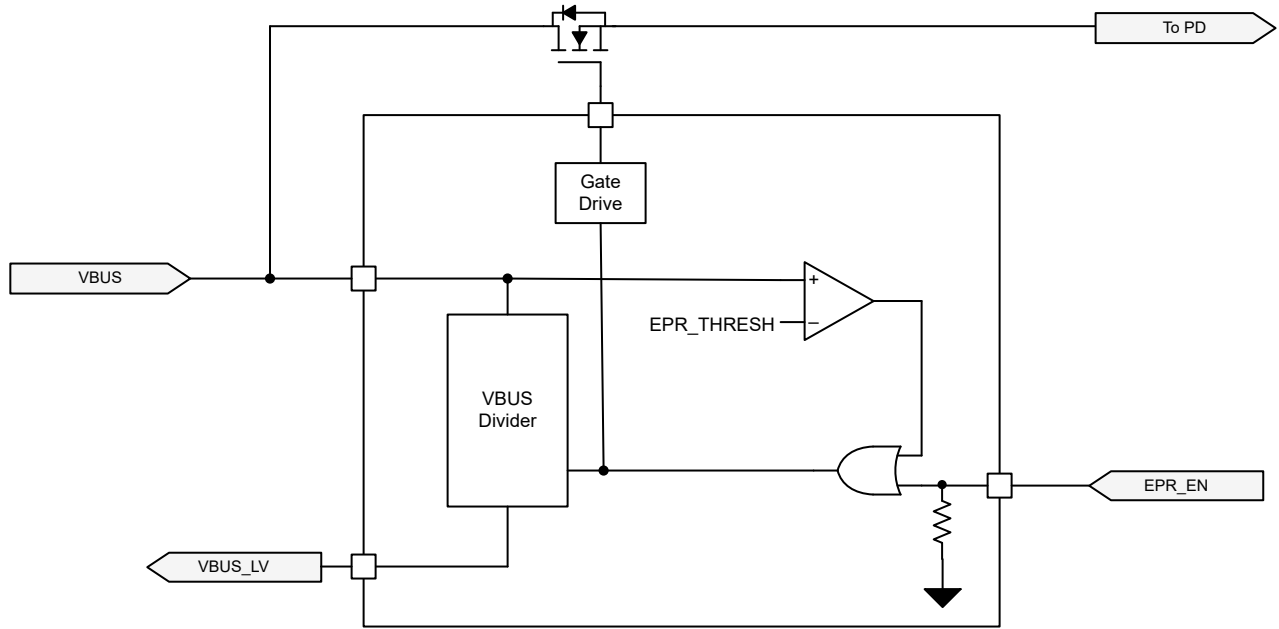 To PD
Gate
Drive
VBUS
+
EPR_THRESH
–
VBUS
Divider
EPR_EN
VBUS_LV